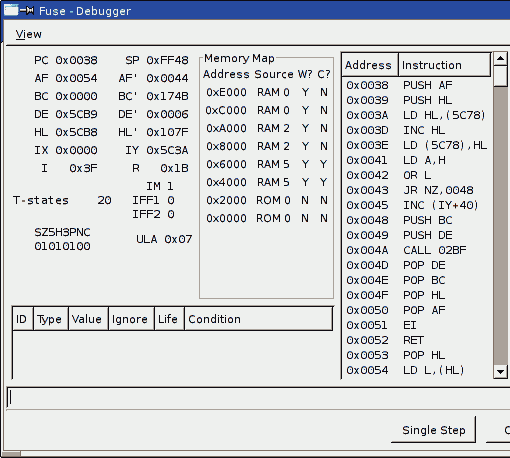 Fuse - Debugger
View
PC 0x0038 SP 0xFF48
AF 0x0054 AF' 0x0044
BC 0x0000 BC' 0x174B
DE 0x5CB9 DE' 0x0006
HL 0x5CB8 HL' 0x107F
IX 0x0000 IY 0x5C3A
I 0x3F R 0x1B
IM 1
T-states 20 IFF1 0
IFF2 0
SZ5H3PNC
01010100
ULA 0x07
Memory Map
Address Source W? C?
0xE000 RAM 0 Y N
0xC000 RAM 0 Y N
0xA000 RAM 2 Y N
0x8000 RAM 2 Y N
0x6000 RAM 5 Y Y
0x4000 RAM 5 Y Y
0x2000 ROM 0 N N
0x0000 ROM 0 N N
Address Instruction
0x0038 PUSH AF
0x0039 PUSH HL
0x003A LD HL,(5C78)
0x003D INC HL
0x003E LD (5C78),HL
0x0041 LD A,H
0x0042 OR L
0x0043 JR NZ,0048
0x0045 INC (IY+40)
0x0048 PUSH BC
0x0049 PUSH DE
0x004A CALL 02BF
0x004D POP DE
0x004E POP BC
0x004F POP HL
0x0050 POP AF
0x0051 EI
0x0052 RET
0x0053 POP HL
0x0054 LD L,(HL)
ID Type Value Ignore Life Condition
Single Step